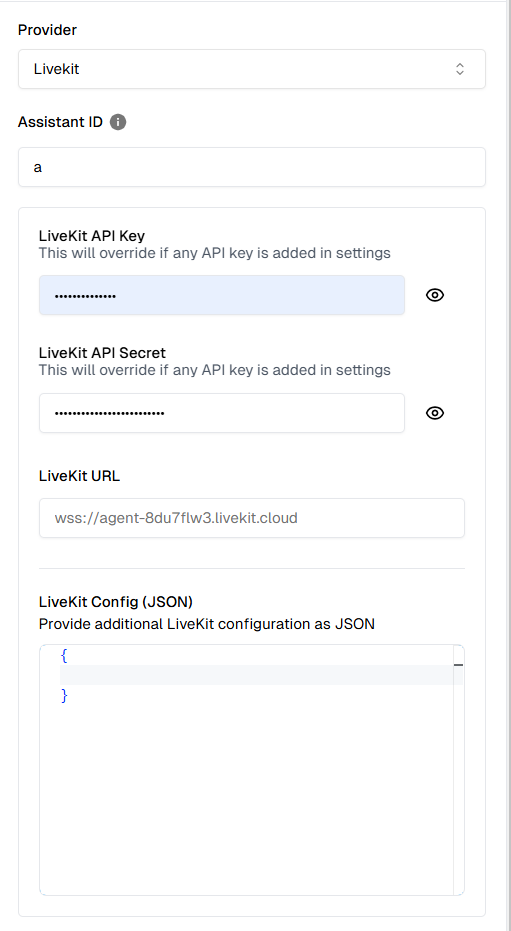 Provider
Livekit
Assistant ID
a
LiveKit API Key
This will override if any API key is added in settings
••••••••••••••
LiveKit API Secret
This will override if any API key is added in settings
•••••••••••••••••••••••••
LiveKit URL
wss://agent-8du7flw3.livekit.cloud
LiveKit Config (JSON)
Provide additional LiveKit configuration as JSON
{
}